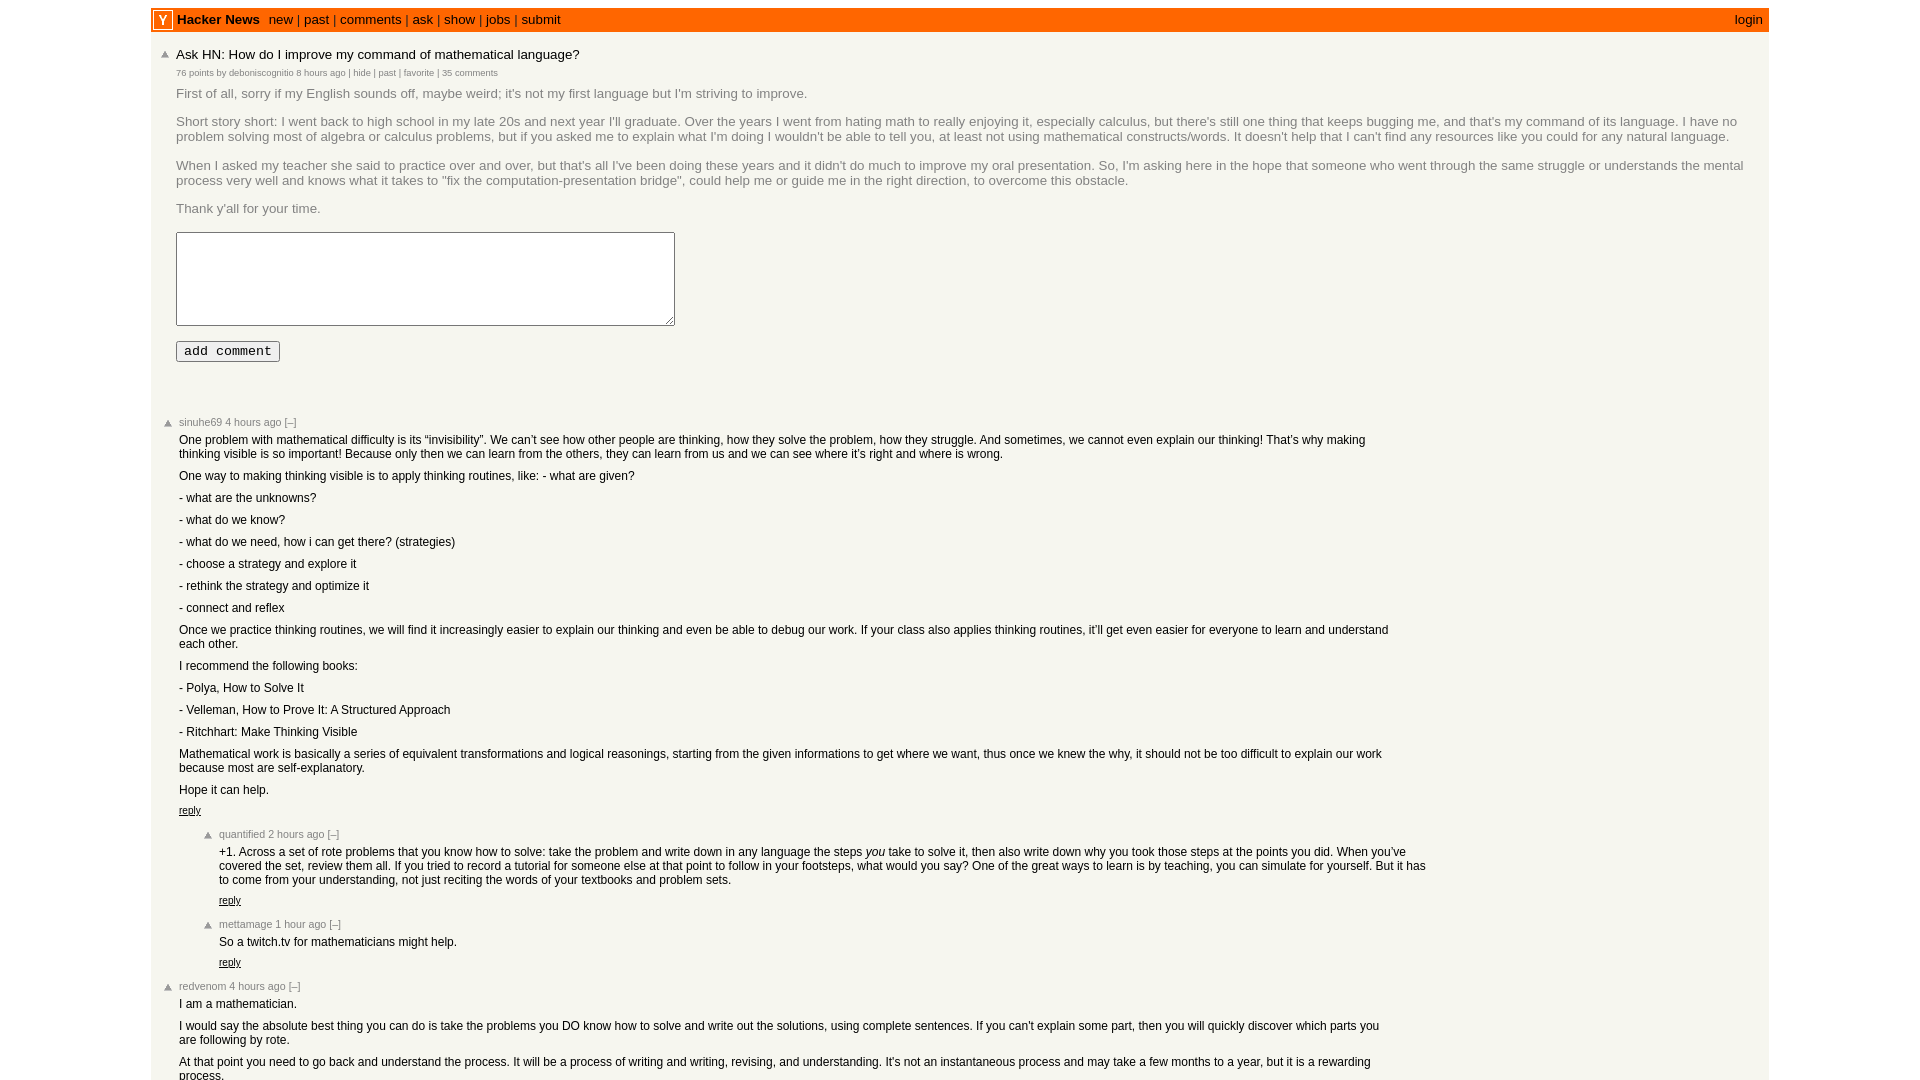 Y Hacker News new | past | comments | ask | show | jobs | submit login
Ask HN: How do I improve my command of mathematical language?
76 points by deboniscognitio 8 hours ago | hide | past | favorite | 35 comments
First of all, sorry if my English sounds off, maybe weird; it's not my first language but I'm striving to improve.
Short story short: I went back to high school in my late 20s and next year I'll graduate. Over the years I went from hating math to really enjoying it, especially calculus, but there's still one thing that keeps bugging me, and that's my command of its language. I have no
problem solving most of algebra or calculus problems, but if you asked me to explain what I'm doing I wouldn't be able to tell you, at least not using mathematical constructs/words. It doesn't help that I can't find any resources like you could for any natural language.
When I asked my teacher she said to practice over and over, but that's all I've been doing these years and it didn't do much to improve my oral presentation. So, I'm asking here in the hope that someone who went through the same struggle or understands the mental
process very well and knows what it takes to "fix the computation-presentation bridge", could help me or guide me in the right direction, to overcome this obstacle.
Thank y'all for your time.
add comment
sinuhe69 4 hours ago [–]
One problem with mathematical difficulty is its “invisibility”. We can’t see how other people are thinking, how they solve the problem, how they struggle. And sometimes, we cannot even explain our thinking! That’s why making
thinking visible is so important! Because only then we can learn from the others, they can learn from us and we can see where it’s right and where is wrong.
One way to making thinking visible is to apply thinking routines, like: - what are given?
- what are the unknowns?
- what do we know?
- what do we need, how i can get there? (strategies)
- choose a strategy and explore it
- rethink the strategy and optimize it
- connect and reflex
Once we practice thinking routines, we will find it increasingly easier to explain our thinking and even be able to debug our work. If your class also applies thinking routines, it’ll get even easier for everyone to learn and understand
each other.
I recommend the following books:
- Polya, How to Solve It
- Velleman, How to Prove It: A Structured Approach
- Ritchhart: Make Thinking Visible
Mathematical work is basically a series of equivalent transformations and logical reasonings, starting from the given informations to get where we want, thus once we knew the why, it should not be too difficult to explain our work
because most are self-explanatory.
Hope it can help.
reply
quantified 2 hours ago [–]
+1. Across a set of rote problems that you know how to solve: take the problem and write down in any language the steps you take to solve it, then also write down why you took those steps at the points you did. When you’ve
covered the set, review them all. If you tried to record a tutorial for someone else at that point to follow in your footsteps, what would you say? One of the great ways to learn is by teaching, you can simulate for yourself. But it has
to come from your understanding, not just reciting the words of your textbooks and problem sets.
reply
mettamage 1 hour ago [–]
So a twitch.tv for mathematicians might help.
reply
redvenom 4 hours ago [–]
I am a mathematician.
I would say the absolute best thing you can do is take the problems you DO know how to solve and write out the solutions, using complete sentences. If you can't explain some part, then you will quickly discover which parts you
are following by rote.
At that point you need to go back and understand the process. It will be a process of writing and writing, revising, and understanding. It's not an instantaneous process and may take a few months to a year, but it is a rewarding
process.